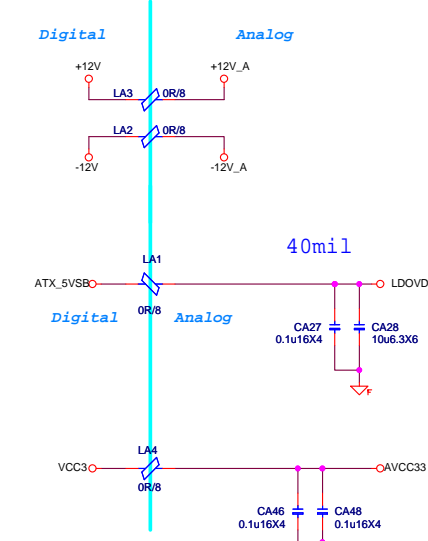 Digital Analog
+12V +12V_A
LA3 0R/8
LA2 0R/8
-12V -12V_A
40mil
LA1
ATX_5VSB LDOVD
0R/8
Digital Analog
CA27 CA28
0.1u16X4 10u6.3X6
F
LA4
VCC3 AVCC33
0R/8
CA46 CA48
0.1u16X4 0.1u16X4